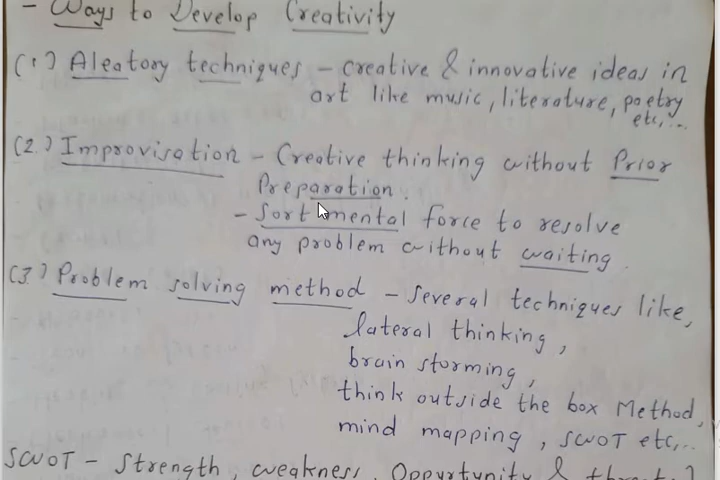 - Ways to Develop Creativity
(1) Aleatory techniques - creative & innovative ideas in
art like music, literature, poetry
etc,...
(2) Improvisation - Creative thinking without Prior
Preparation.
- Sort mental force to resolve
any problem without waiting.
(3) Problem solving method - Several techniques like,
lateral thinking,
brain storming,
think outside the box Method,
mind mapping, SWOT etc,..
SWOT - Strength, weakness, Oppurtunity & threat